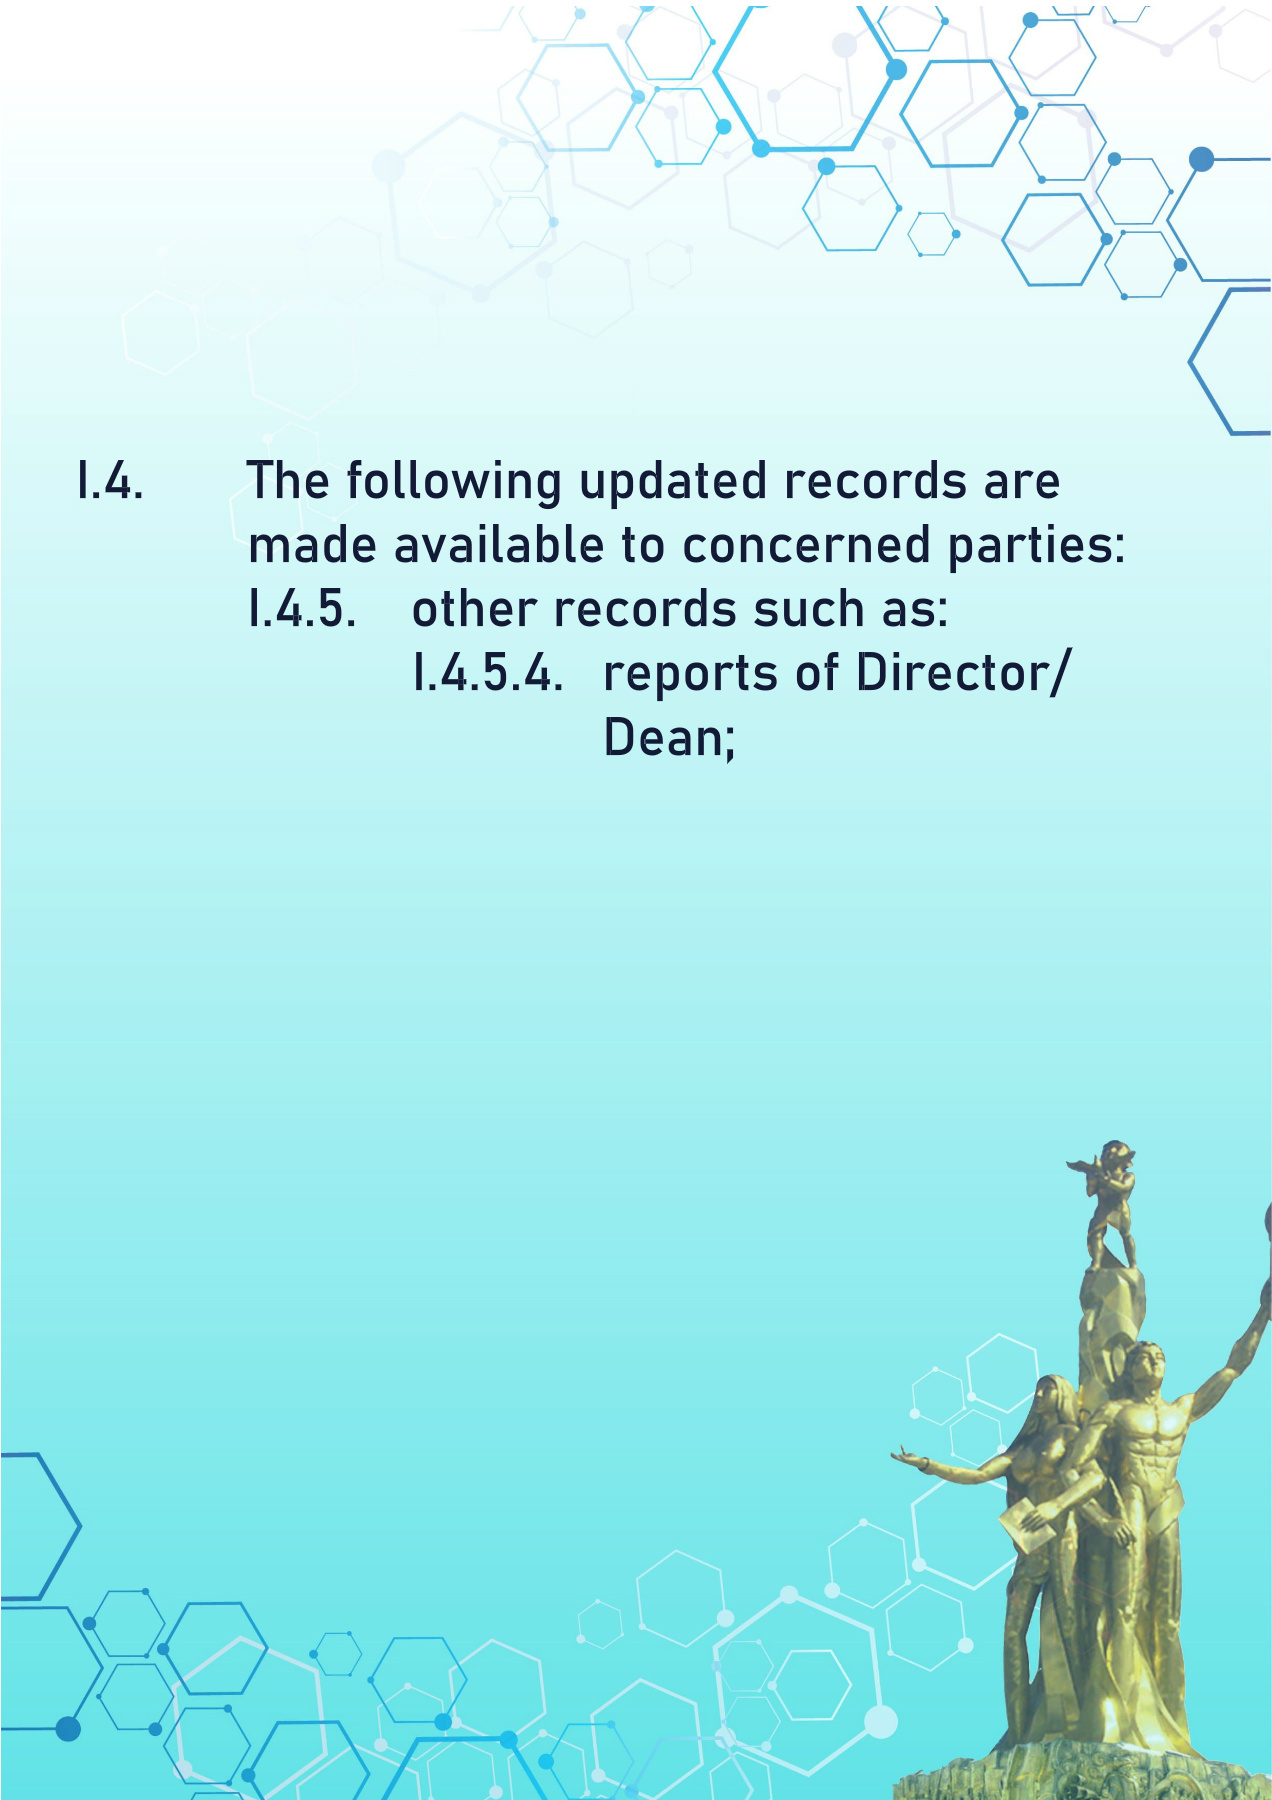 I.4. The following updated records are
made available to concerned parties:
I.4.5. other records such as:
I.4.5.4. reports of Director/
Dean;